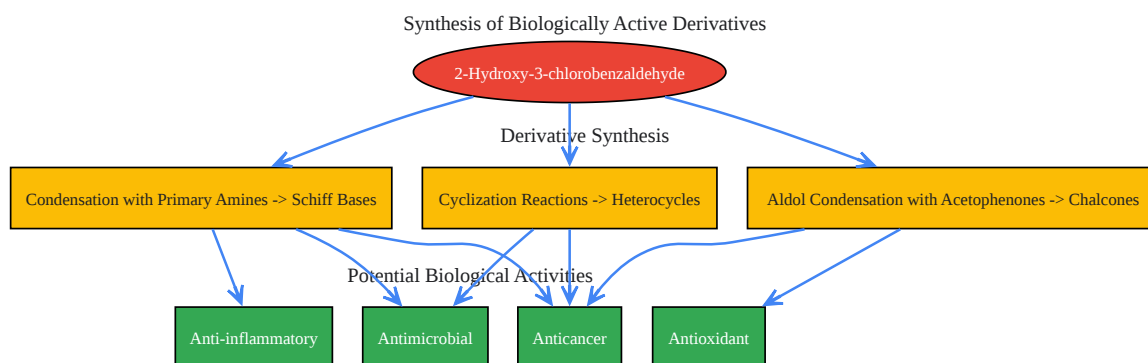 Synthesis of Biologically Active Derivatives
2-Hydroxy-3-chlorobenzaldehyde
Derivative Synthesis
Condensation with Primary Amines -> Schiff Bases
Cyclization Reactions -> Heterocycles
Aldol Condensation with Acetophenones -> Chalcones
Potential Biological Activities
Anti-inflammatory
Antimicrobial
Anticancer
Antioxidant